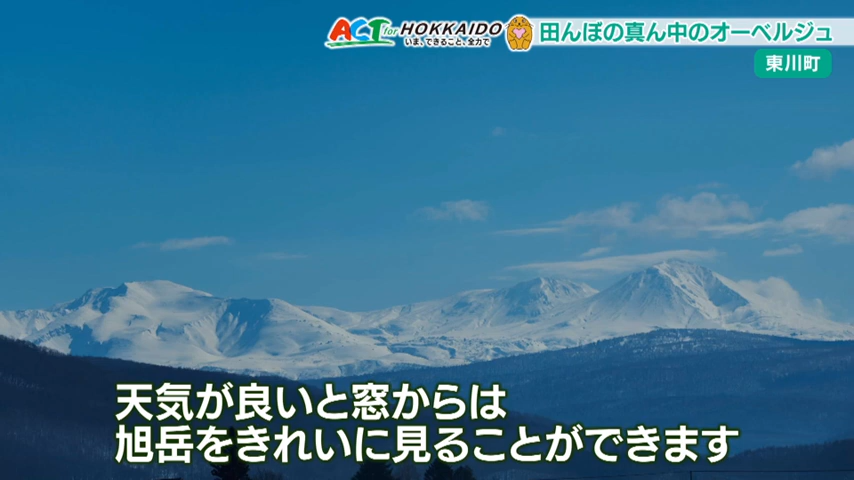 ACT for HOKKAIDO
いま、できること、全力で
田んぼの真ん中のオーベルジュ
東川町
天気が良いと窓からは
旭岳をきれいに見ることができます